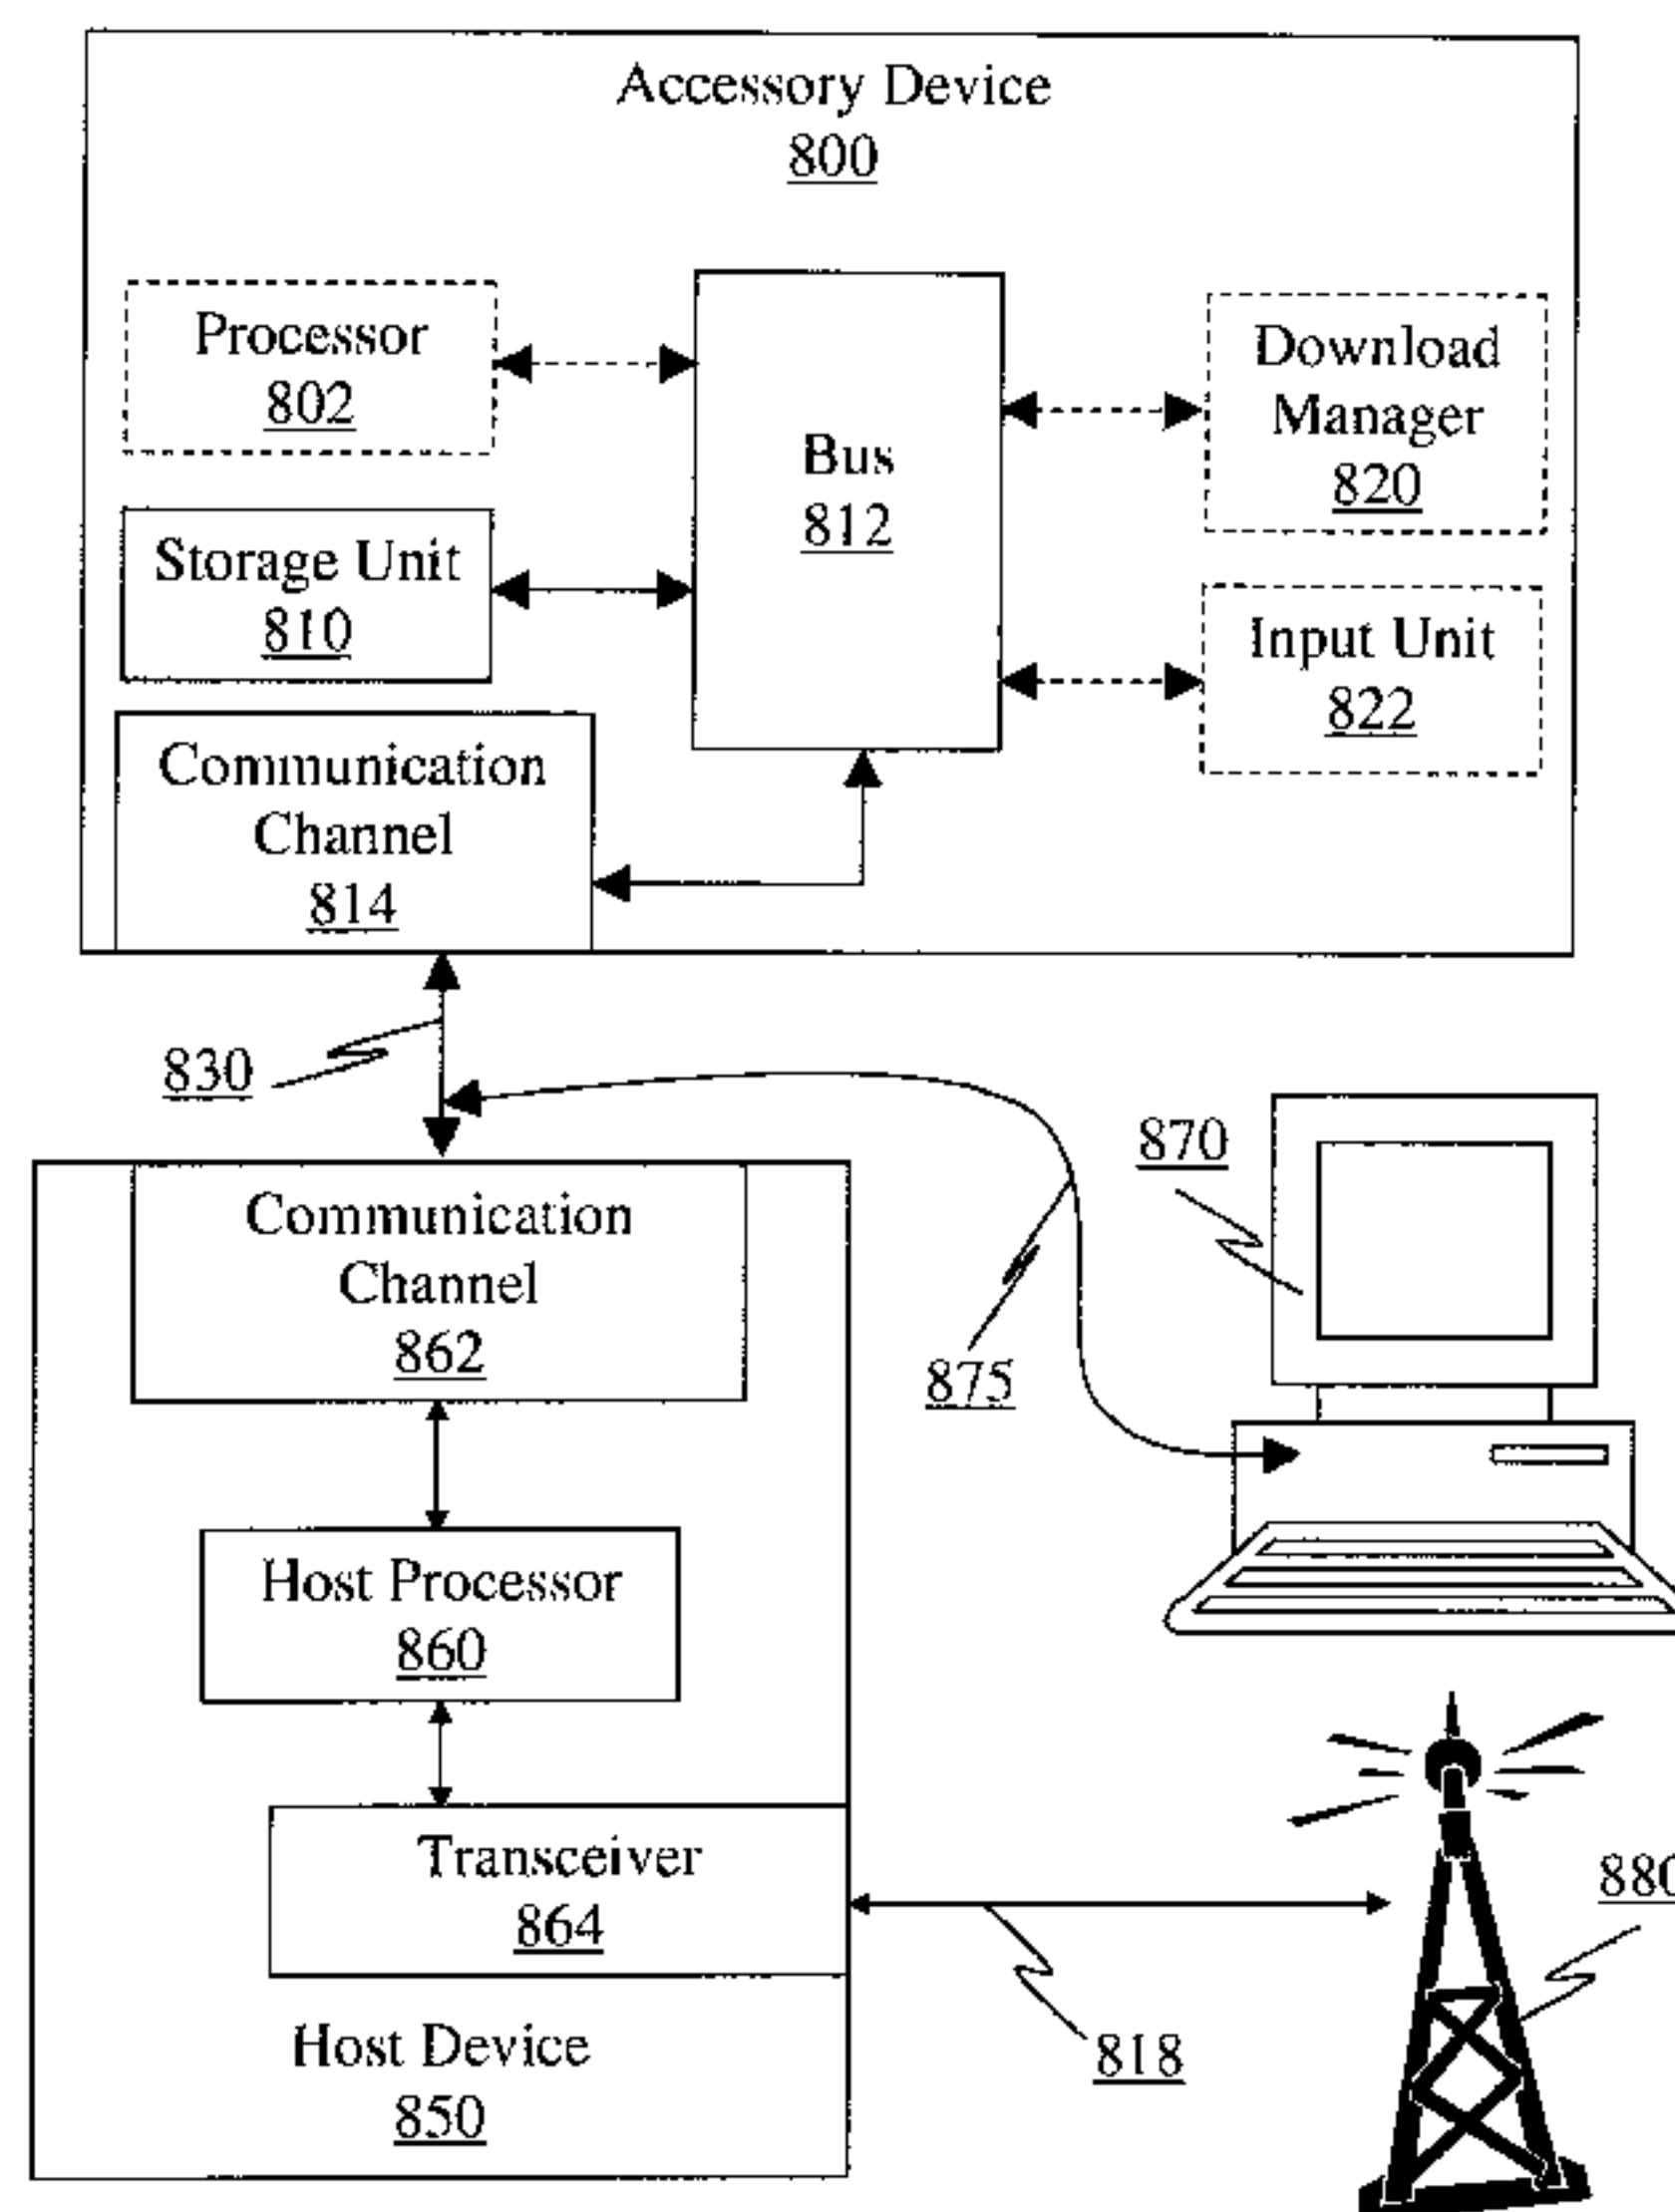 Accessory Device
800
Processor
802
Download
Manager
820
Bus
812
Storage Unit
810
Input Unit
822
Communication
Channel
814
830
870
Communication
Channel
862
875
Host Processor
860
Transceiver
864
880
818
Host Device
850